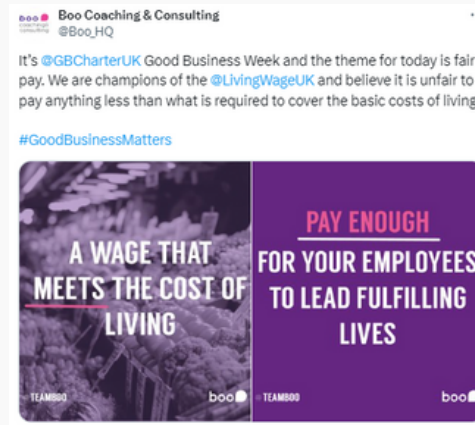 Boo Coaching & Consulting
@Boo_HQ
It's @GBCharterUK Good Business Week and the theme for today is fair
pay. We are champions of the @LivingWageUK and believe it is unfair to
pay anything less than what is required to cover the basic costs of living
#GoodBusinessMatters
A WAGE THAT
MEETS THE COST OF
LIVING
TEAMBOO
boo
PAY ENOUGH
FOR YOUR EMPLOYEES
TO LEAD FULFILLING
LIVES
TEAMBOO
boo